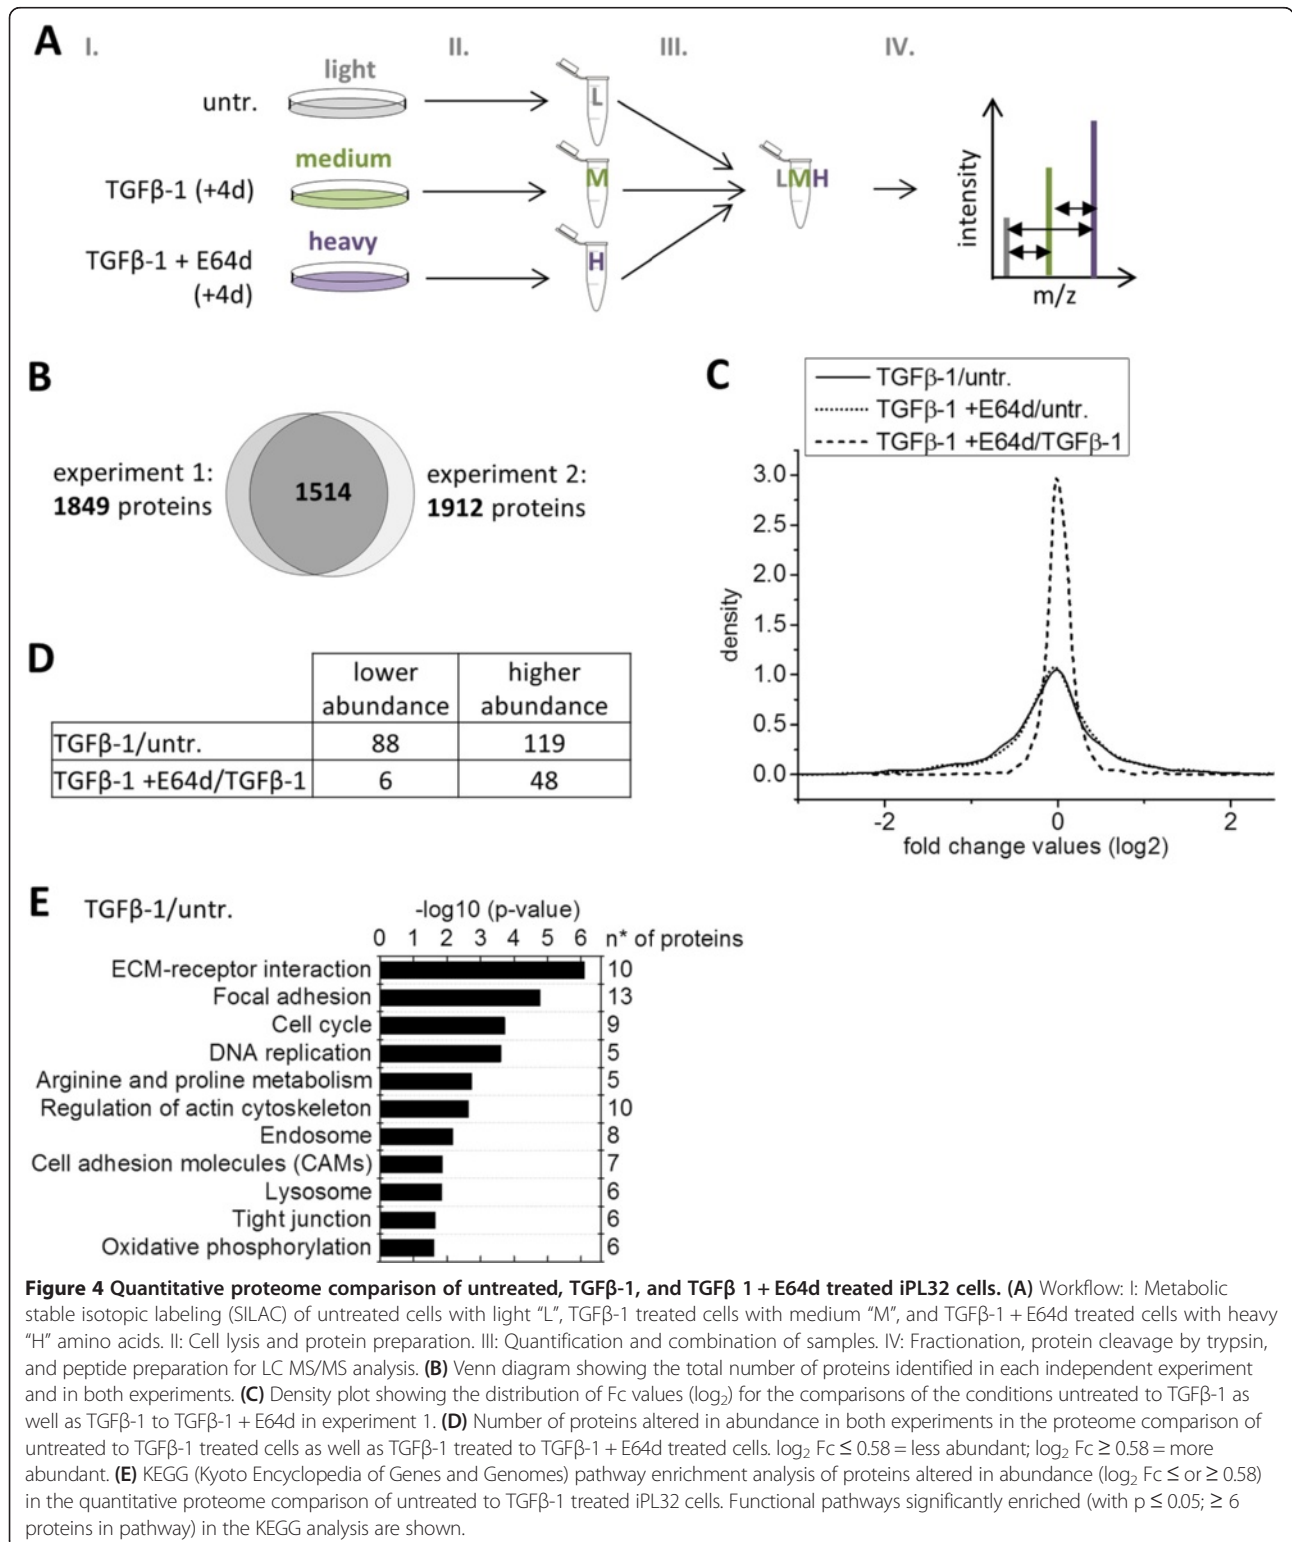 A I. II. III. IV.
light
untr.
L
medium
TGFβ-1 (+4d)
M
LMH
heavy
TGFβ-1 + E64d
(+4d)
H
intensity
m/z
B
experiment 1:
1849 proteins
1514
experiment 2:
1912 proteins
C
TGFβ-1/untr.
TGFβ-1 +E64d/untr.
TGFβ-1 +E64d/TGFβ-1
3.0
2.5
2.0
1.5
1.0
0.5
0.0
density
-2 0 2
fold change values (log2)
D
lower abundance higher abundance
TGFβ-1/untr. 88 119
TGFβ-1 +E64d/TGFβ-1 6 48
E TGFβ-1/untr. -log10 (p-value)
0 1 2 3 4 5 6 n* of proteins
ECM-receptor interaction 10
Focal adhesion 13
Cell cycle 9
DNA replication 5
Arginine and proline metabolism 5
Regulation of actin cytoskeleton 10
Endosome 8
Cell adhesion molecules (CAMs) 7
Lysosome 6
Tight junction 6
Oxidative phosphorylation 6
Figure 4 Quantitative proteome comparison of untreated, TGFβ-1, and TGFβ 1 + E64d treated iPL32 cells. (A) Workflow: I: Metabolic
stable isotopic labeling (SILAC) of untreated cells with light "L", TGFβ-1 treated cells with medium "M", and TGFβ-1 + E64d treated cells with heavy
"H" amino acids. II: Cell lysis and protein preparation. III: Quantification and combination of samples. IV: Fractionation, protein cleavage by trypsin,
and peptide preparation for LC MS/MS analysis. (B) Venn diagram showing the total number of proteins identified in each independent experiment
and in both experiments. (C) Density plot showing the distribution of Fc values (log₂) for the comparisons of the conditions untreated to TGFβ-1 as
well as TGFβ-1 to TGFβ-1 + E64d in experiment 1. (D) Number of proteins altered in abundance in both experiments in the proteome comparison of
untreated to TGFβ-1 treated cells as well as TGFβ-1 treated to TGFβ-1 + E64d treated cells. log₂ Fc ≤ 0.58 = less abundant; log₂ Fc ≥ 0.58 = more
abundant. (E) KEGG (Kyoto Encyclopedia of Genes and Genomes) pathway enrichment analysis of proteins altered in abundance (log₂ Fc ≤ or ≥ 0.58)
in the quantitative proteome comparison of untreated to TGFβ-1 treated iPL32 cells. Functional pathways significantly enriched (with p ≤ 0.05; ≥ 6
proteins in pathway) in the KEGG analysis are shown.